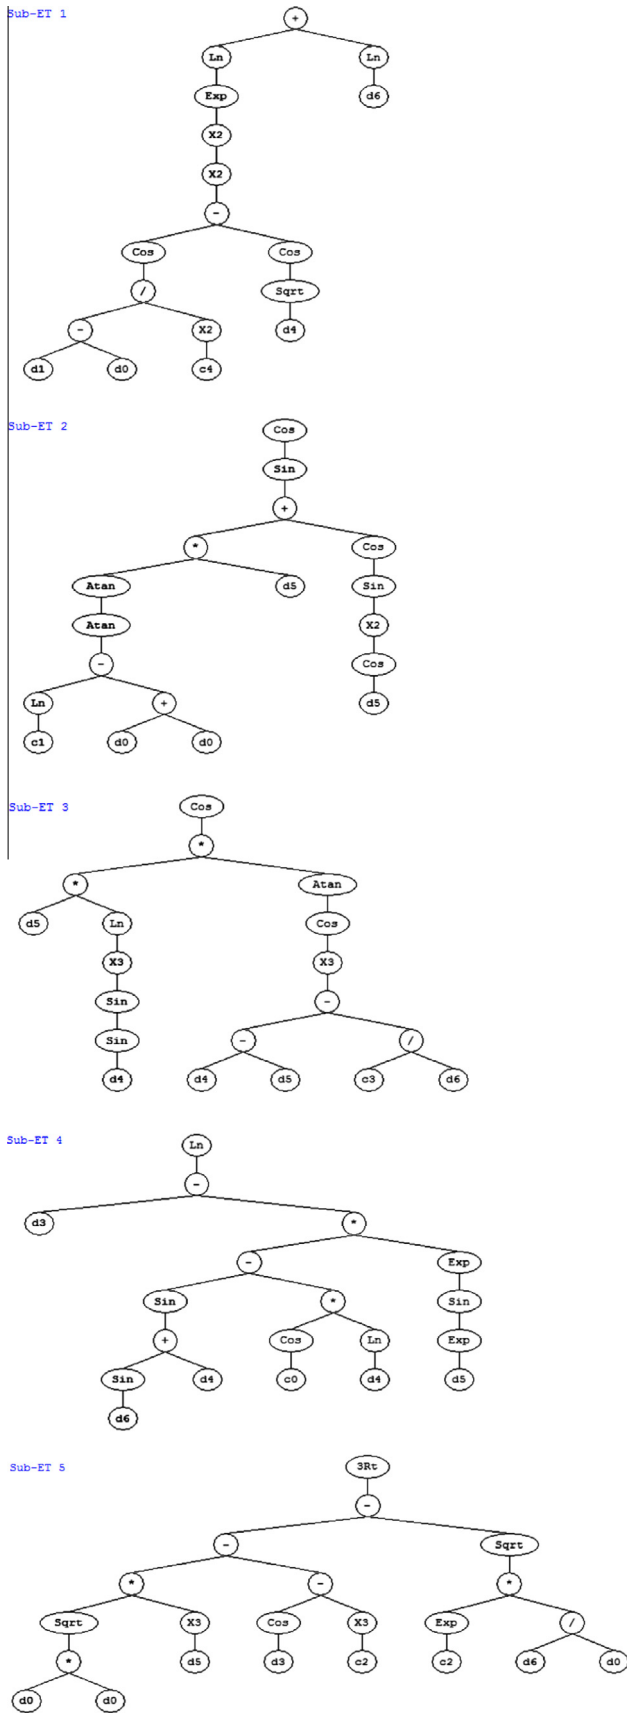 Sub-ET 1
+
Ln Ln
Exp d6
X2
X2
-
Cos Cos
/ Sqrt
- X2 d4
d1 d0 c4
Sub-ET 2
Cos
Sin
+
* Cos
Atan d5 Sin
Atan X2
- Cos
Ln + d5
c1 d0 d0
Sub-ET 3
Cos
*
* Atan
d5 Ln Cos
X3 X3
Sin -
Sin - /
d4 d4 d5 c3 d6
Sub-ET 4
Ln
-
d3 *
- Exp
Sin * Sin
+ Cos Ln Exp
Sin d4 c0 d4 d5
d6
Sub-ET 5
3Rt
-
- Sqrt
* - *
Sqrt X3 Cos X3 Exp /
* d5 d3 c2 c2 d6 d0
d0 d0